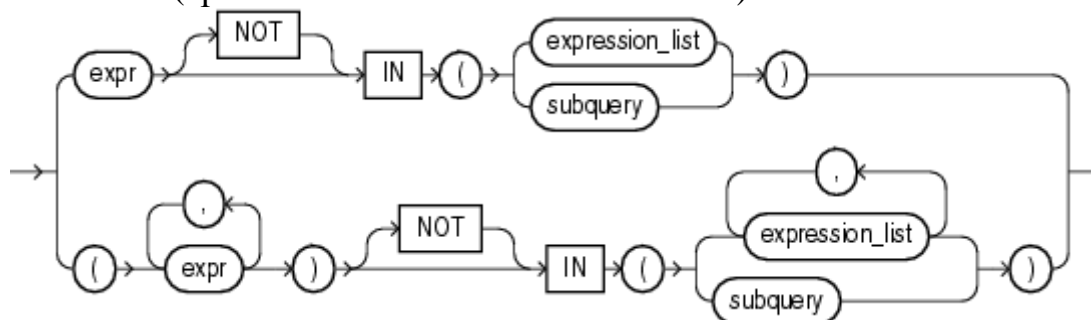 NOT
expr IN ( expression_list )
subquery
, ,
( expr ) NOT IN ( expression_list )
subquery